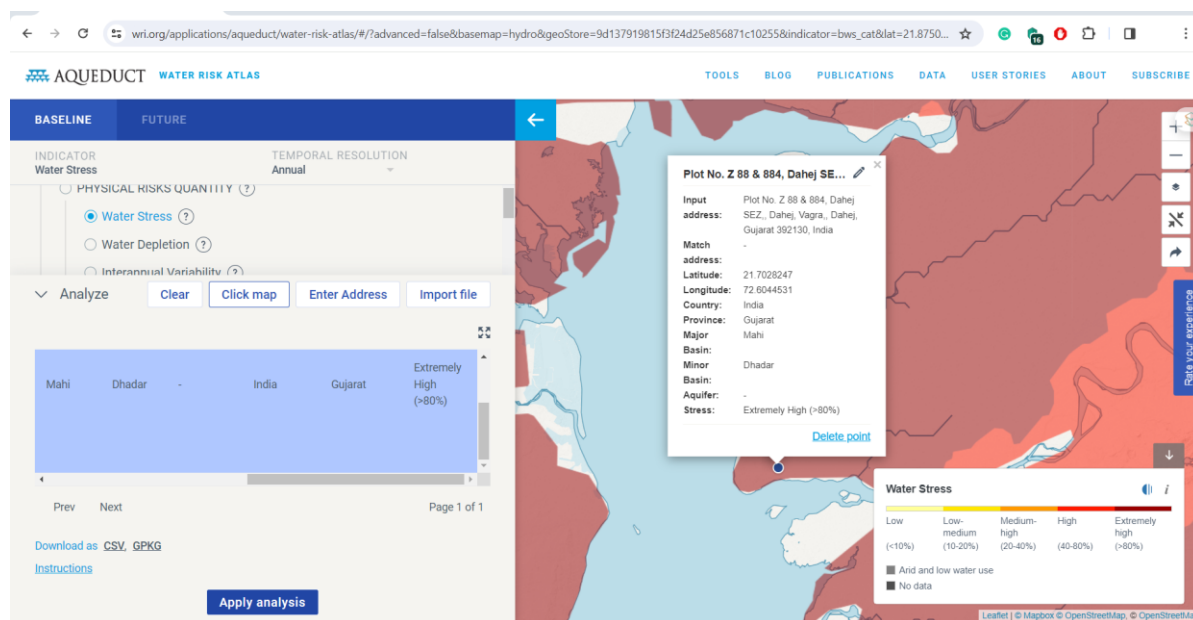 wri.org/applications/aqueduct/water-risk-atlas/#/?advanced=false&basemap=hydro&geoStore=9d137919815f3f24d25e856871c10255&indicator=bws_cat&lat=21.8750...
16
AQUEDUCT WATER RISK ATLAS
TOOLS BLOG PUBLICATIONS DATA USER STORIES ABOUT SUBSCRIBE
BASELINE FUTURE
INDICATOR TEMPORAL RESOLUTION
Water Stress Annual
PHYSICAL RISKS QUANTITY ?
Water Stress ?
Water Depletion ?
Interannual Variability ?
Analyze Clear Click map Enter Address Import file
Mahi Dhadar - India Gujarat Extremely
High
(>80%)
Prev Next Page 1 of 1
Download as CSV, GPKG
Instructions
Apply analysis
Plot No. Z 88 & 884, Dahej SE... ×
Input Plot No. Z 88 & 884, Dahej
address: SEZ,, Dahej, Vagra,, Dahej,
Gujarat 392130, India
Match -
address:
Latitude: 21.7028247
Longitude: 72.6044531
Country: India
Province: Gujarat
Major Mahi
Basin:
Minor Dhadar
Basin:
Aquifer: -
Stress: Extremely High (>80%)
Delete point
Rate your experience
Water Stress i
Low Low- Medium- High Extremely
medium high high
(<10%) (10-20%) (20-40%) (40-80%) (>80%)
Arid and low water use
No data
Leaflet | © Mapbox © OpenStreetMap, © OpenStreetMa